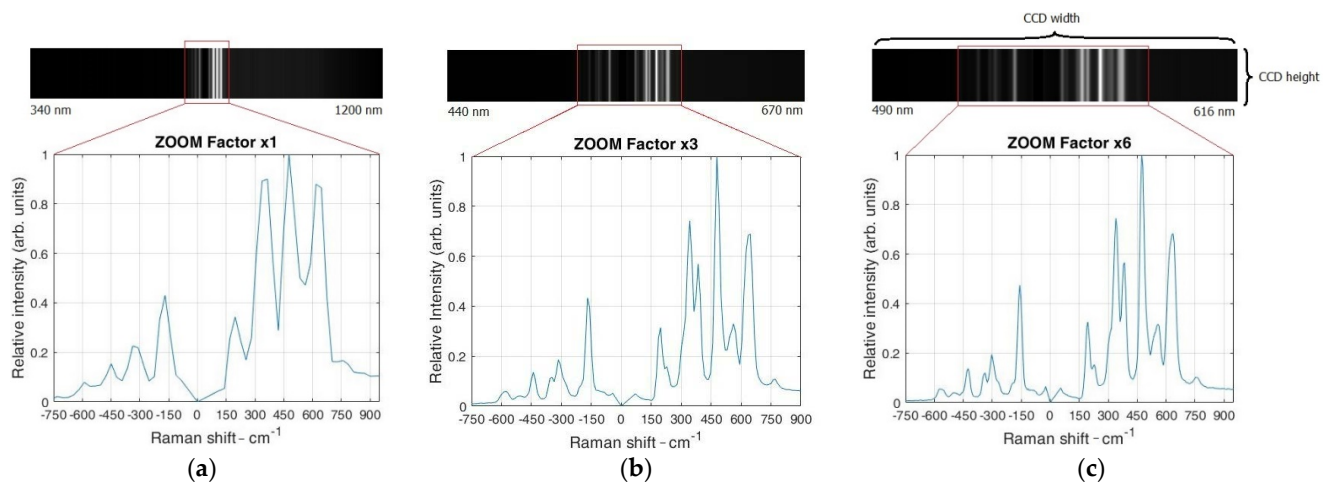 CCD width
CCD height
340 nm 1200 nm
440 nm 670 nm
490 nm 616 nm
ZOOM Factor x1
Relative intensity (arb. units)
1
0.8
0.6
0.4
0.2
0
-750 -600 -450 -300 -150 0 150 300 450 600 750 900
Raman shift - cm-1
(a)
ZOOM Factor x3
Relative Intensity (arb. units)
1
0.8
0.6
0.4
0.2
0
-750 -600 -450 -300 -150 0 150 300 450 600 750 900
Raman shift - cm-1
(b)
ZOOM Factor x6
Relative intensity (arb. units)
1
0.8
0.6
0.4
0.2
0
-750 -600 -450 -300 -150 0 150 300 450 600 750 900
Raman shift - cm-1
(c)